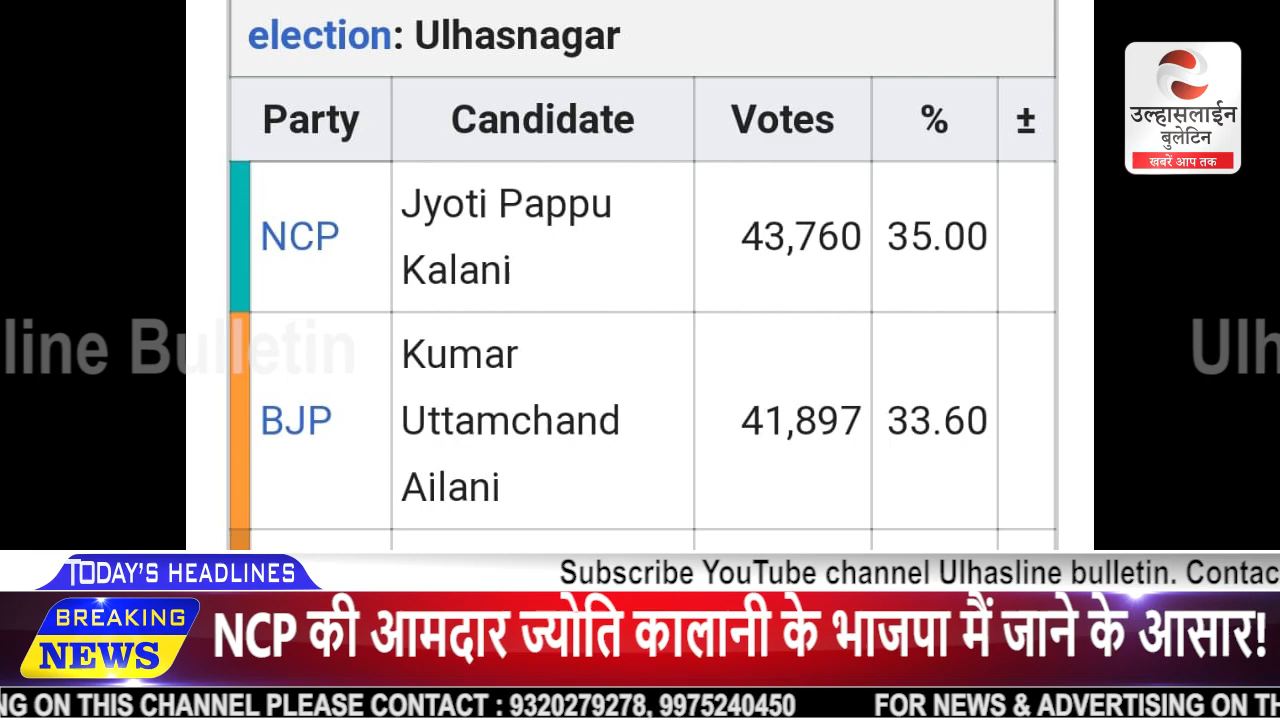 election: Ulhasnagar
Party Candidate Votes % ±
NCP Jyoti Pappu Kalani 43,760 35.00
BJP Kumar Uttamchand Ailani 41,897 33.60
उल्हासलाईन
बुलेटिन
खबरें आप तक
line Bulletin
Ulh
TODAY'S HEADLINES
Subscribe YouTube channel Ulhasline bulletin. Contac
BREAKING
NEWS
NCP की आमदार ज्योति कालानी के भाजपा मैं जाने के आसार!
NG ON THIS CHANNEL PLEASE CONTACT : 9320279278, 9975240450 FOR NEWS & ADVERTISING ON TH